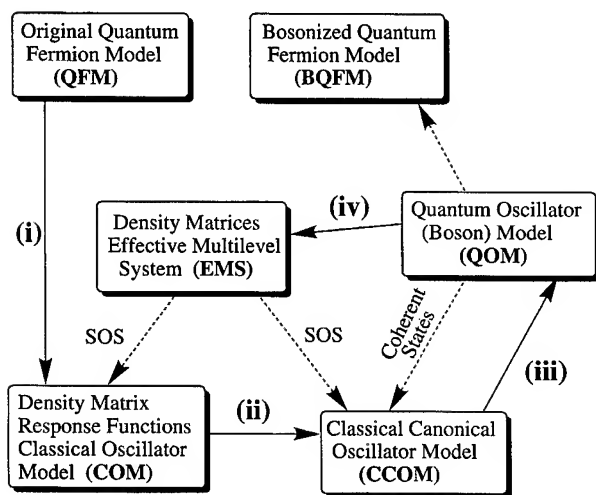 Original Quantum
Fermion Model
(QFM)
Bosonized Quantum
Fermion Model
(BQFM)
(i)
Density Matrices
Effective Multilevel
System (EMS)
(iv)
Quantum Oscillator
(Boson) Model
(QOM)
SOS
SOS
Coherent
States
(iii)
Density Matrix
Response Functions
Classical Oscillator
Model (COM)
(ii)
Classical Canonical
Oscillator Model
(CCOM)